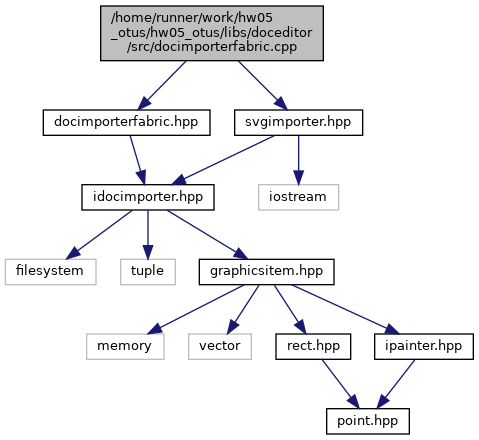 /home/runner/work/hw05
_otus/hw05_otus/libs/doceditor
/src/docimporterfabric.cpp
docimporterfabric.hpp
svgimporter.hpp
idocimporter.hpp
iostream
filesystem
tuple
graphicsitem.hpp
memory
vector
rect.hpp
ipainter.hpp
point.hpp